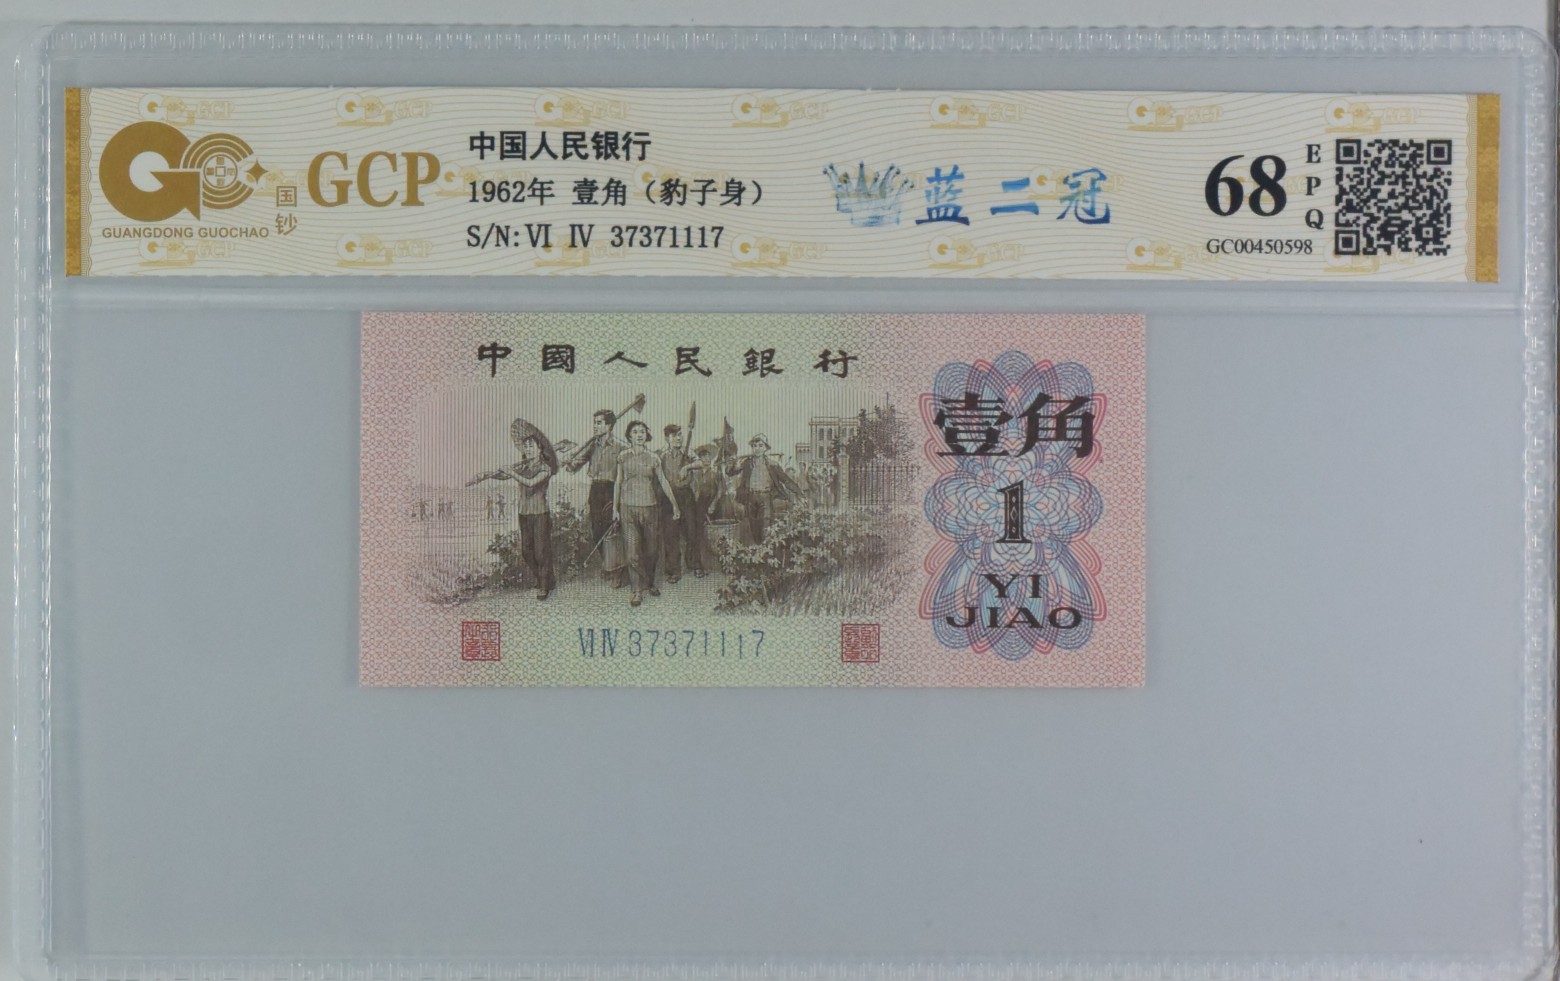 GCP
国钞
GUANGDONG GUOCHAO
中国人民银行
1962年 壹角（豹子身）
S/N: VI IV 37371117
蓝二冠
68
EPQ
GC00450598
中國人民銀行
壹角
1
YI
JIAO
VI IV 37371117